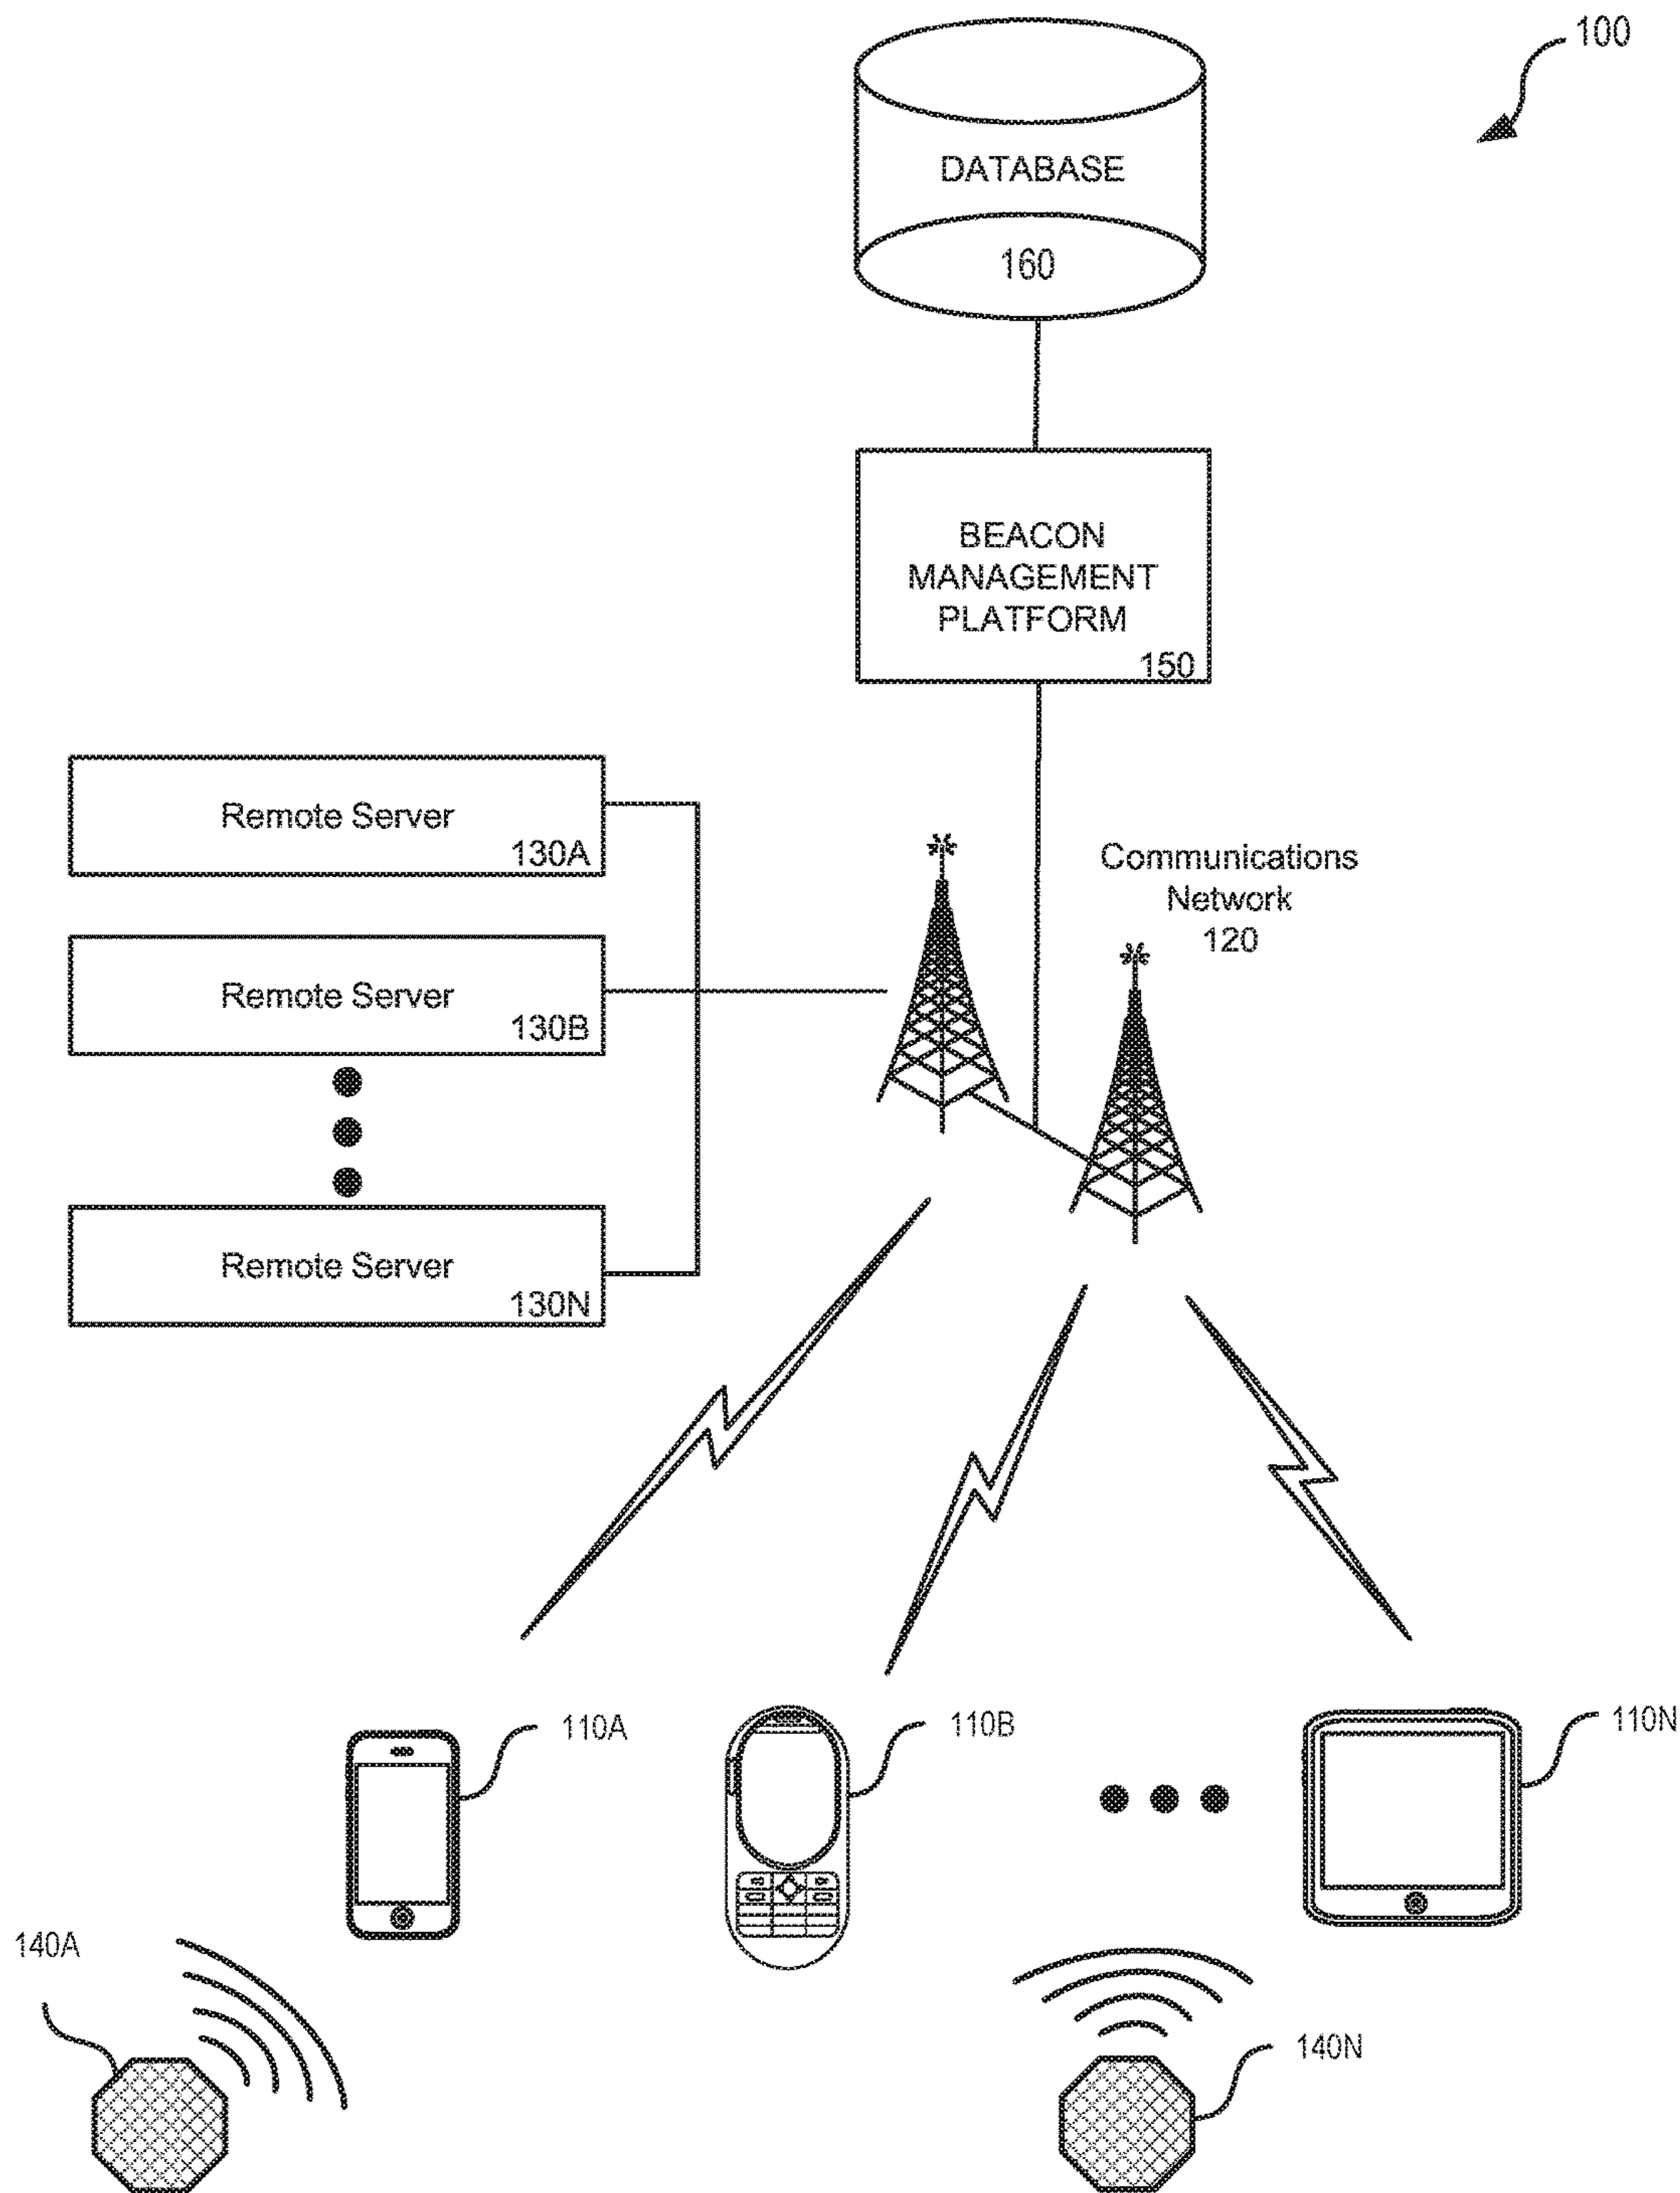 100
DATABASE
160
BEACON
MANAGEMENT
PLATFORM
150
Remote Server
130A
Communications
Network
120
Remote Server
130B
Remote Server
130N
110A
110B
110N
140A
140N